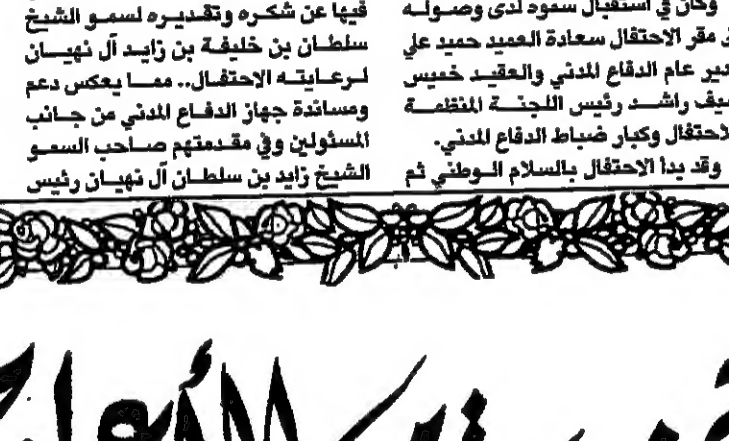 وكان في استقبال سموه لدى وصوله
مقر الاحتفال سعادة العميد حميد علي
مدير عام الدفاع المدني والعقيد خميس
سيف راشد رئيس اللجنة المنظمة
للاحتفال وكبار ضباط الدفاع المدني.
وقد بدأ الاحتفال بالسلام الوطني ثم
فيها عن شكره وتقديره لسمو الشيخ
سلطان بن خليفة بن زايد آل نهيان
لرعايته الاحتفال.. مما يعكس دعم
ومساندة جهاز الدفاع المدني من جانب
المسئولين وفي مقدمتهم صاحب السمو
الشيخ زايد بن سلطان آل نهيان رئيس